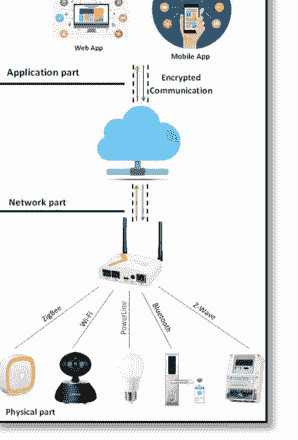 Web App
Mobile App
Application part
Encrypted
Communication
Network part
ZigBee
Wi-Fi
PowerLine
Bluetooth
Z-Wave
Physical part